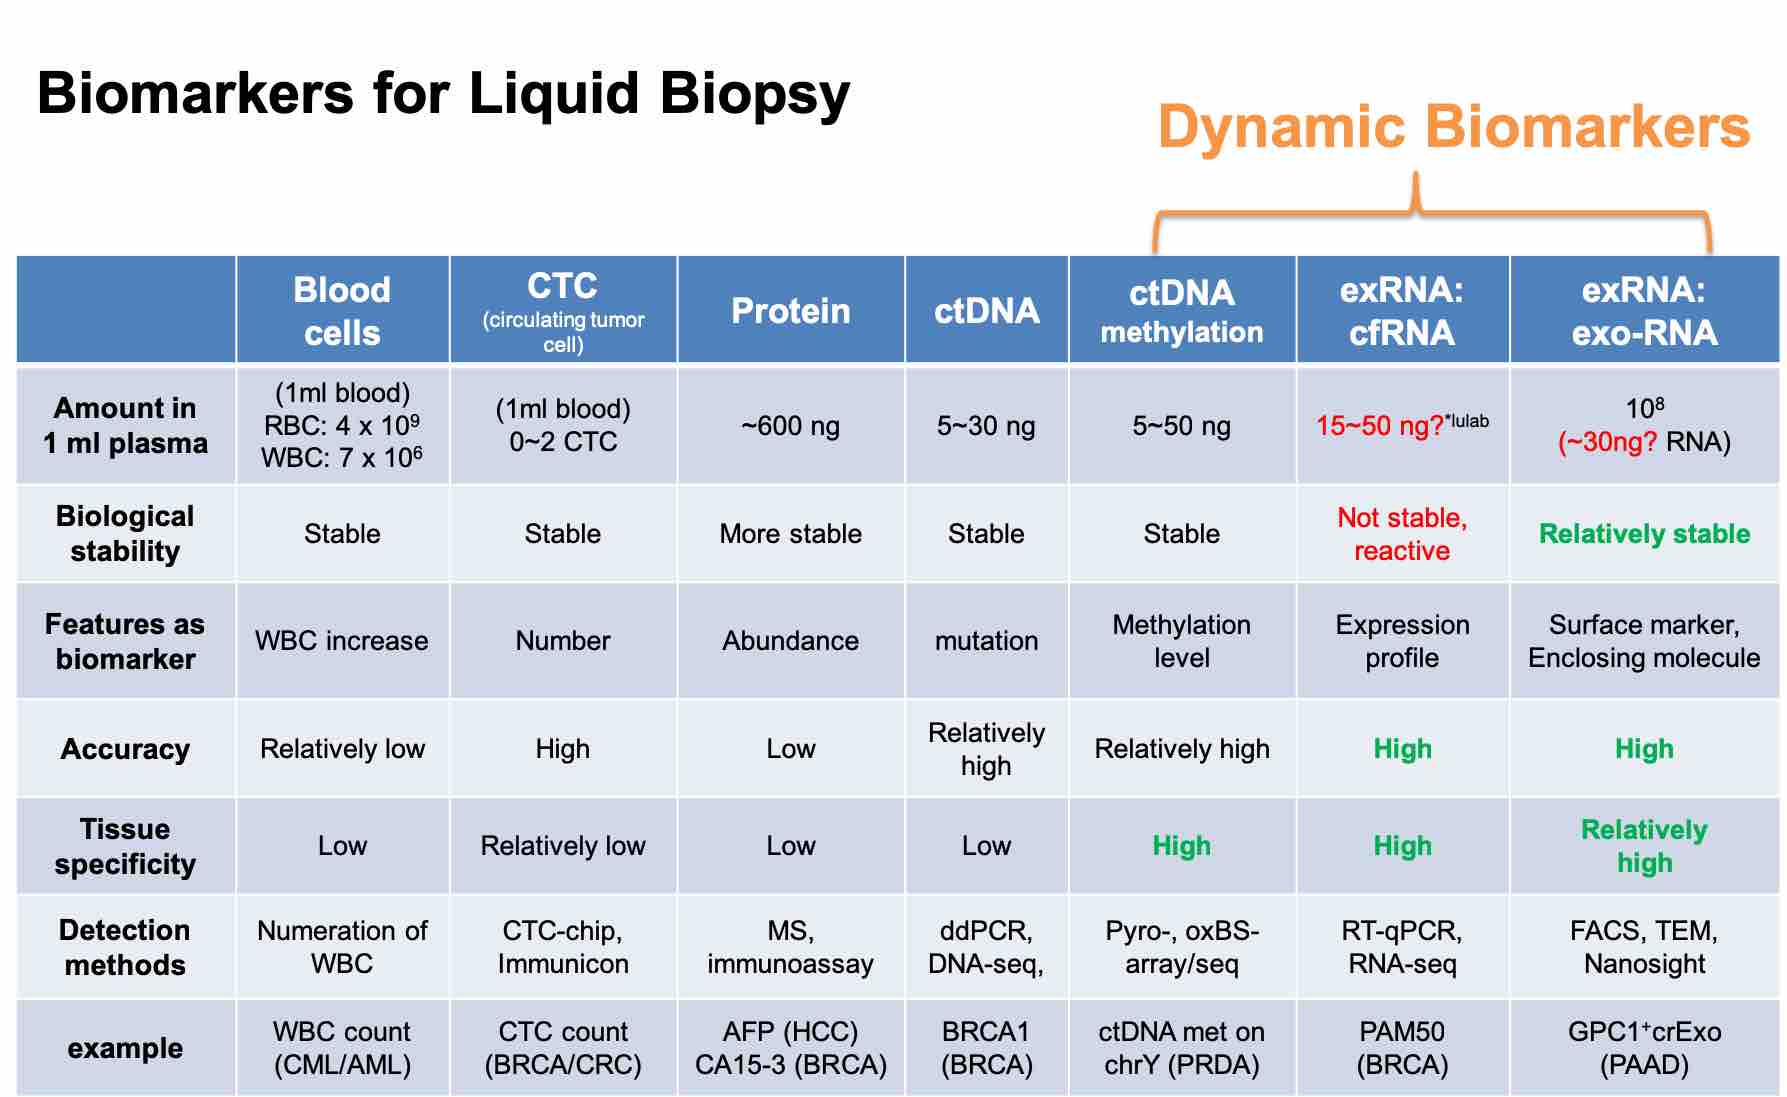 Biomarkers for Liquid Biopsy
Dynamic Biomarkers
Blood
cells
CTC
(circulating tumor
cell)
Protein
ctDNA
ctDNA
methylation
exRNA:
cfRNA
exRNA:
exo-RNA
Amount in
1 ml plasma
(1ml blood)
RBC: 4 x 10⁹
WBC: 7 x 10⁶
(1ml blood)
0~2 CTC
~600 ng
5~30 ng
5~50 ng
15~50 ng?*lulab
10⁸
(~30ng? RNA)
Biological
stability
Stable
Stable
More stable
Stable
Stable
Not stable,
reactive
Relatively stable
Features as
biomarker
WBC increase
Number
Abundance
mutation
Methylation
level
Expression
profile
Surface marker,
Enclosing molecule
Accuracy
Relatively low
High
Low
Relatively
high
Relatively high
High
High
Tissue
specificity
Low
Relatively low
Low
Low
High
High
Relatively
high
Detection
methods
Numeration of
WBC
CTC-chip,
Immunicon
MS,
immunoassay
ddPCR,
DNA-seq,
Pyro-, oxBS-
array/seq
RT-qPCR,
RNA-seq
FACS, TEM,
Nanosight
example
WBC count
(CML/AML)
CTC count
(BRCA/CRC)
AFP (HCC)
CA15-3 (BRCA)
BRCA1
(BRCA)
ctDNA met on
chrY (PRDA)
PAM50
(BRCA)
GPC1⁺crExo
(PAAD)